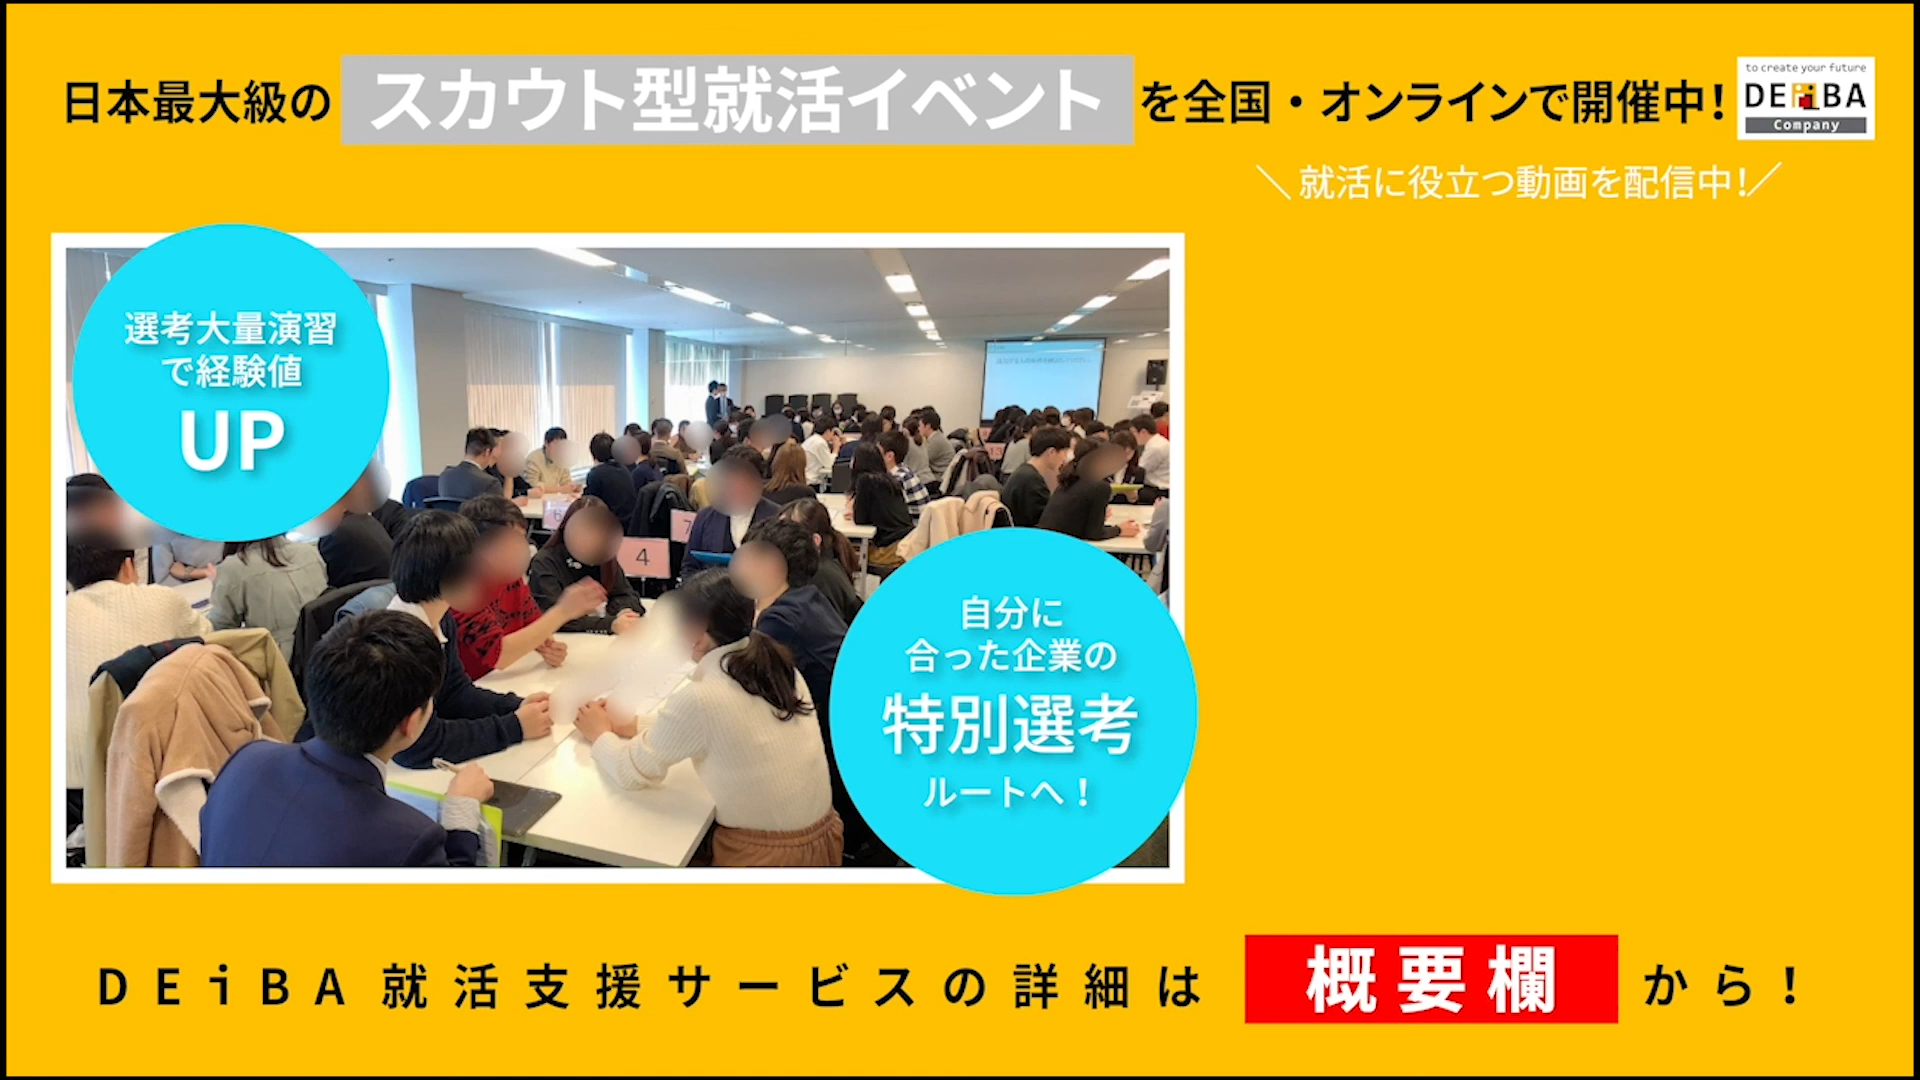 日本最大級の スカウト型就活イベント を全国・オンラインで開催中！
to create your future
DEiBA
Company
＼ 就活に役立つ動画を配信中！／
選考大量演習
で経験値
UP
4
7
6
自分に
合った企業の
特別選考
ルートへ！
DEiBA就活支援サービスの詳細は 概要欄 から！